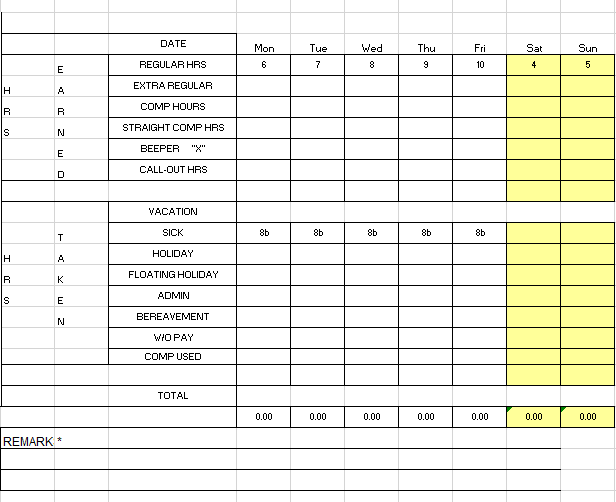 DATE Mon Tue Wed Thu Fri Sat Sun
E REGULAR HRS 6 7 8 9 10 4 5
H A EXTRA REGULAR
R R COMP HOURS
S N STRAIGHT COMP HRS
E BEEPER "X"
D CALL-OUT HRS
VACATION
T SICK 8b 8b 8b 8b 8b
H A HOLIDAY
R K FLOATING HOLIDAY
S E ADMIN
N BEREAVEMENT
W/O PAY
COMP USED
TOTAL
0.00 0.00 0.00 0.00 0.00 0.00 0.00
REMARK *